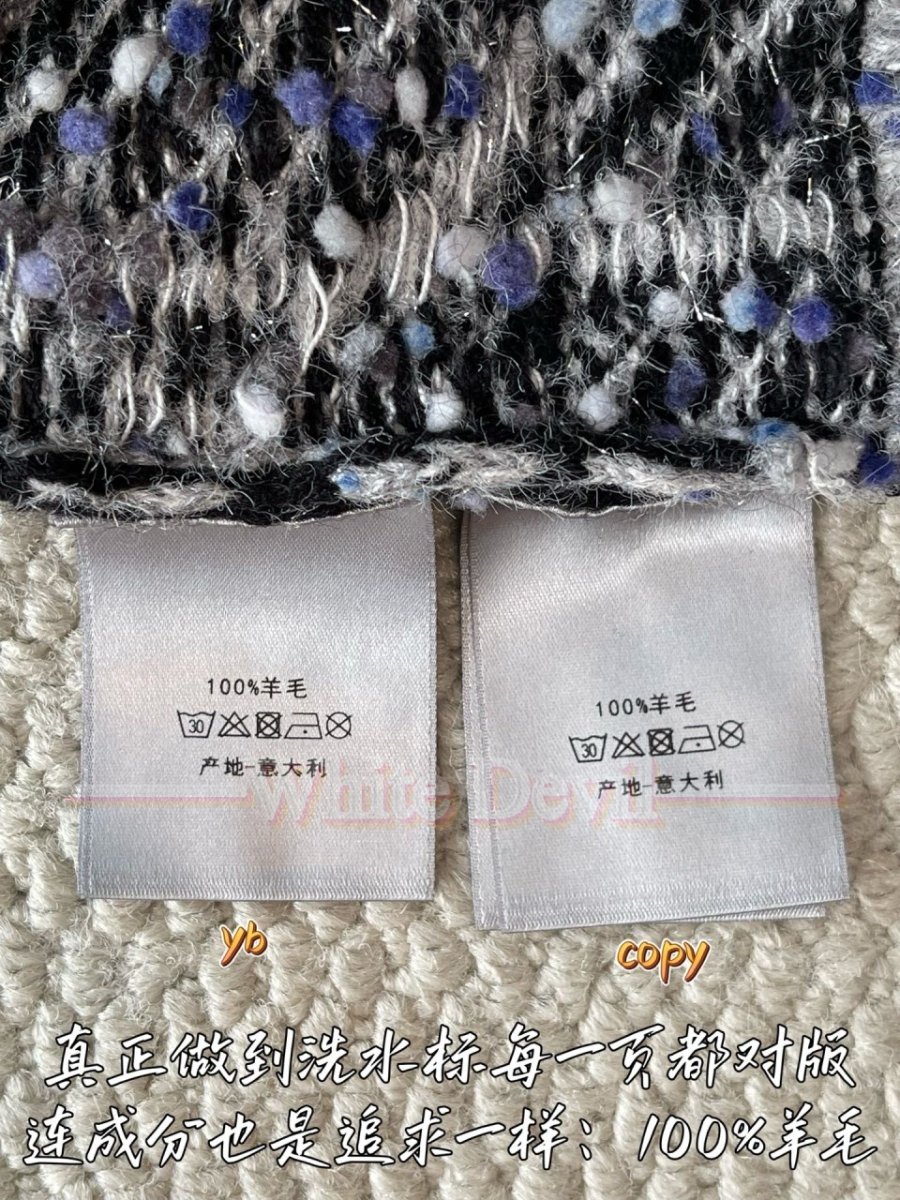 100%羊毛
30
产地-意大利
100%羊毛
30
产地-意大利
White Devil
yb
copy
真正做到洗水标每一页都对版
连成分也是追求一样：100%羊毛